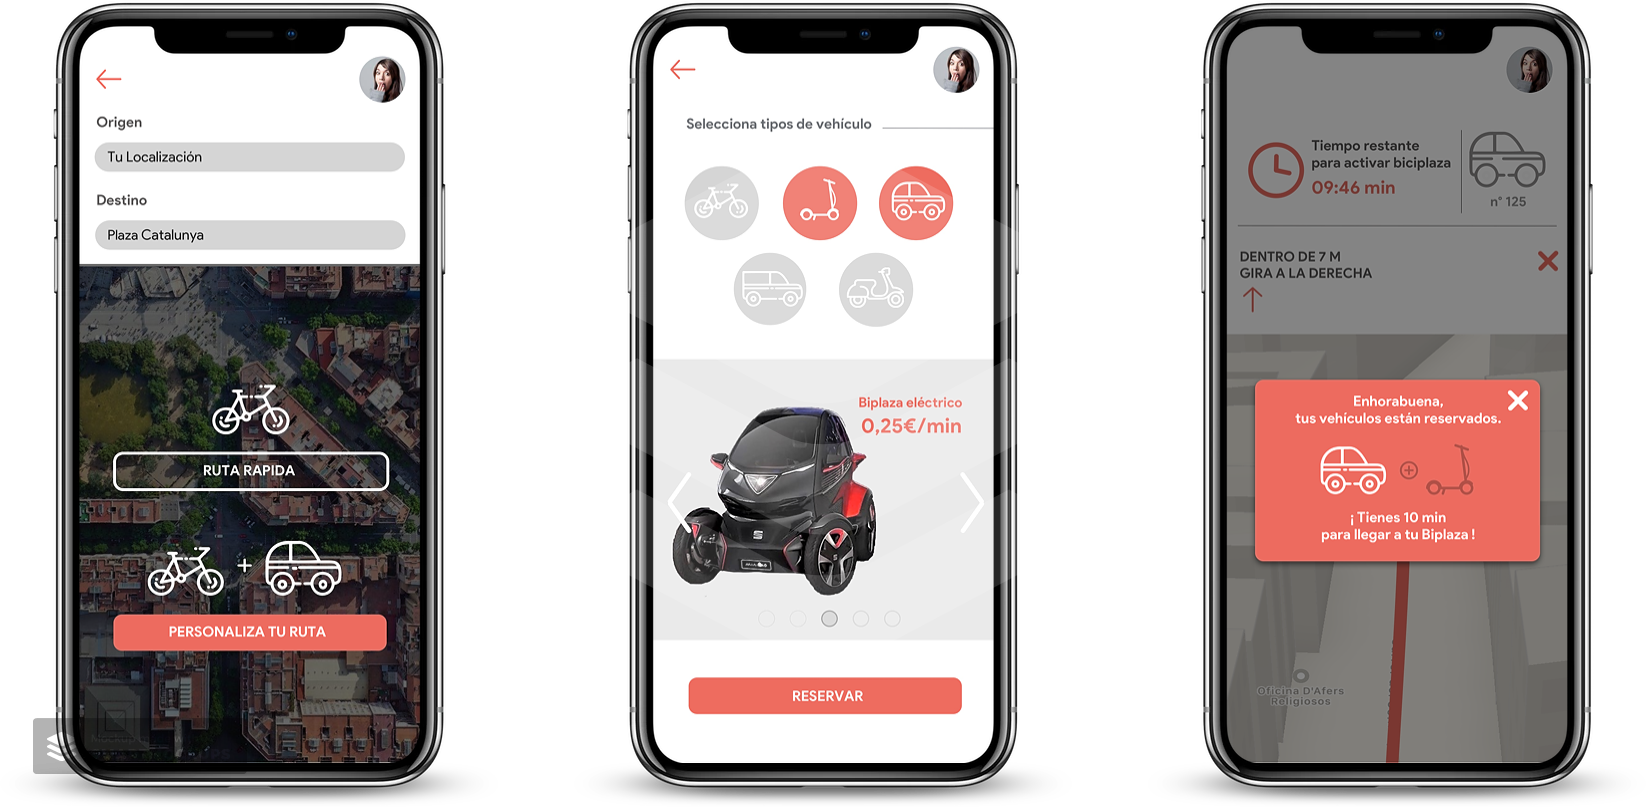 Origen
Tu Localización
Destino
Plaza Catalunya
RUTA RAPIDA
+
PERSONALIZA TU RUTA
Selecciona tipos de vehículo
Biplaza eléctrico
0,25€/min
RESERVAR
Tiempo restante
para activar biciplaza
09:46 min
n° 125
DENTRO DE 7 M
GIRA A LA DERECHA
Enhorabuena,
tus vehículos están reservados.
¡ Tienes 10 min
para llegar a tu Biplaza !
Oficina D'Afers
Religiosos